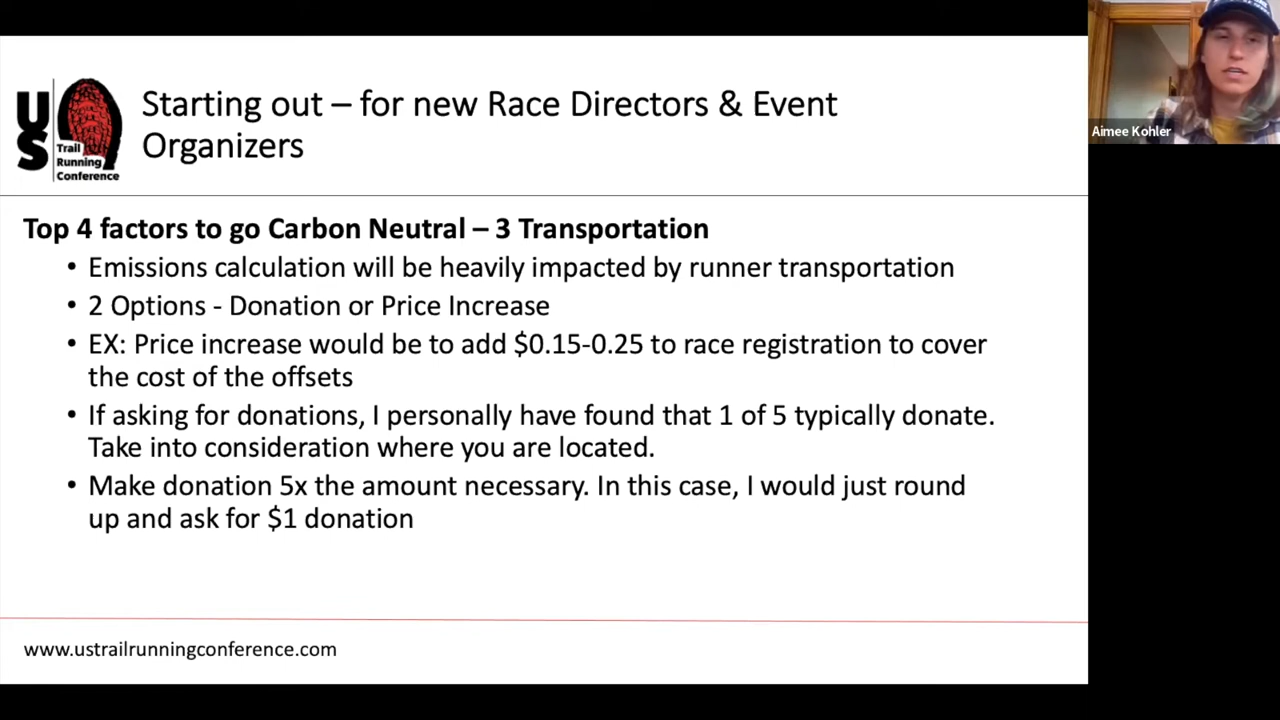 US
Trail
Running
Conference
Starting out – for new Race Directors & Event
Organizers
Aimee Kohler
Top 4 factors to go Carbon Neutral – 3 Transportation
• Emissions calculation will be heavily impacted by runner transportation
• 2 Options - Donation or Price Increase
• EX: Price increase would be to add $0.15-0.25 to race registration to cover
the cost of the offsets
• If asking for donations, I personally have found that 1 of 5 typically donate.
Take into consideration where you are located.
• Make donation 5x the amount necessary. In this case, I would just round
up and ask for $1 donation
www.ustrailrunningconference.com